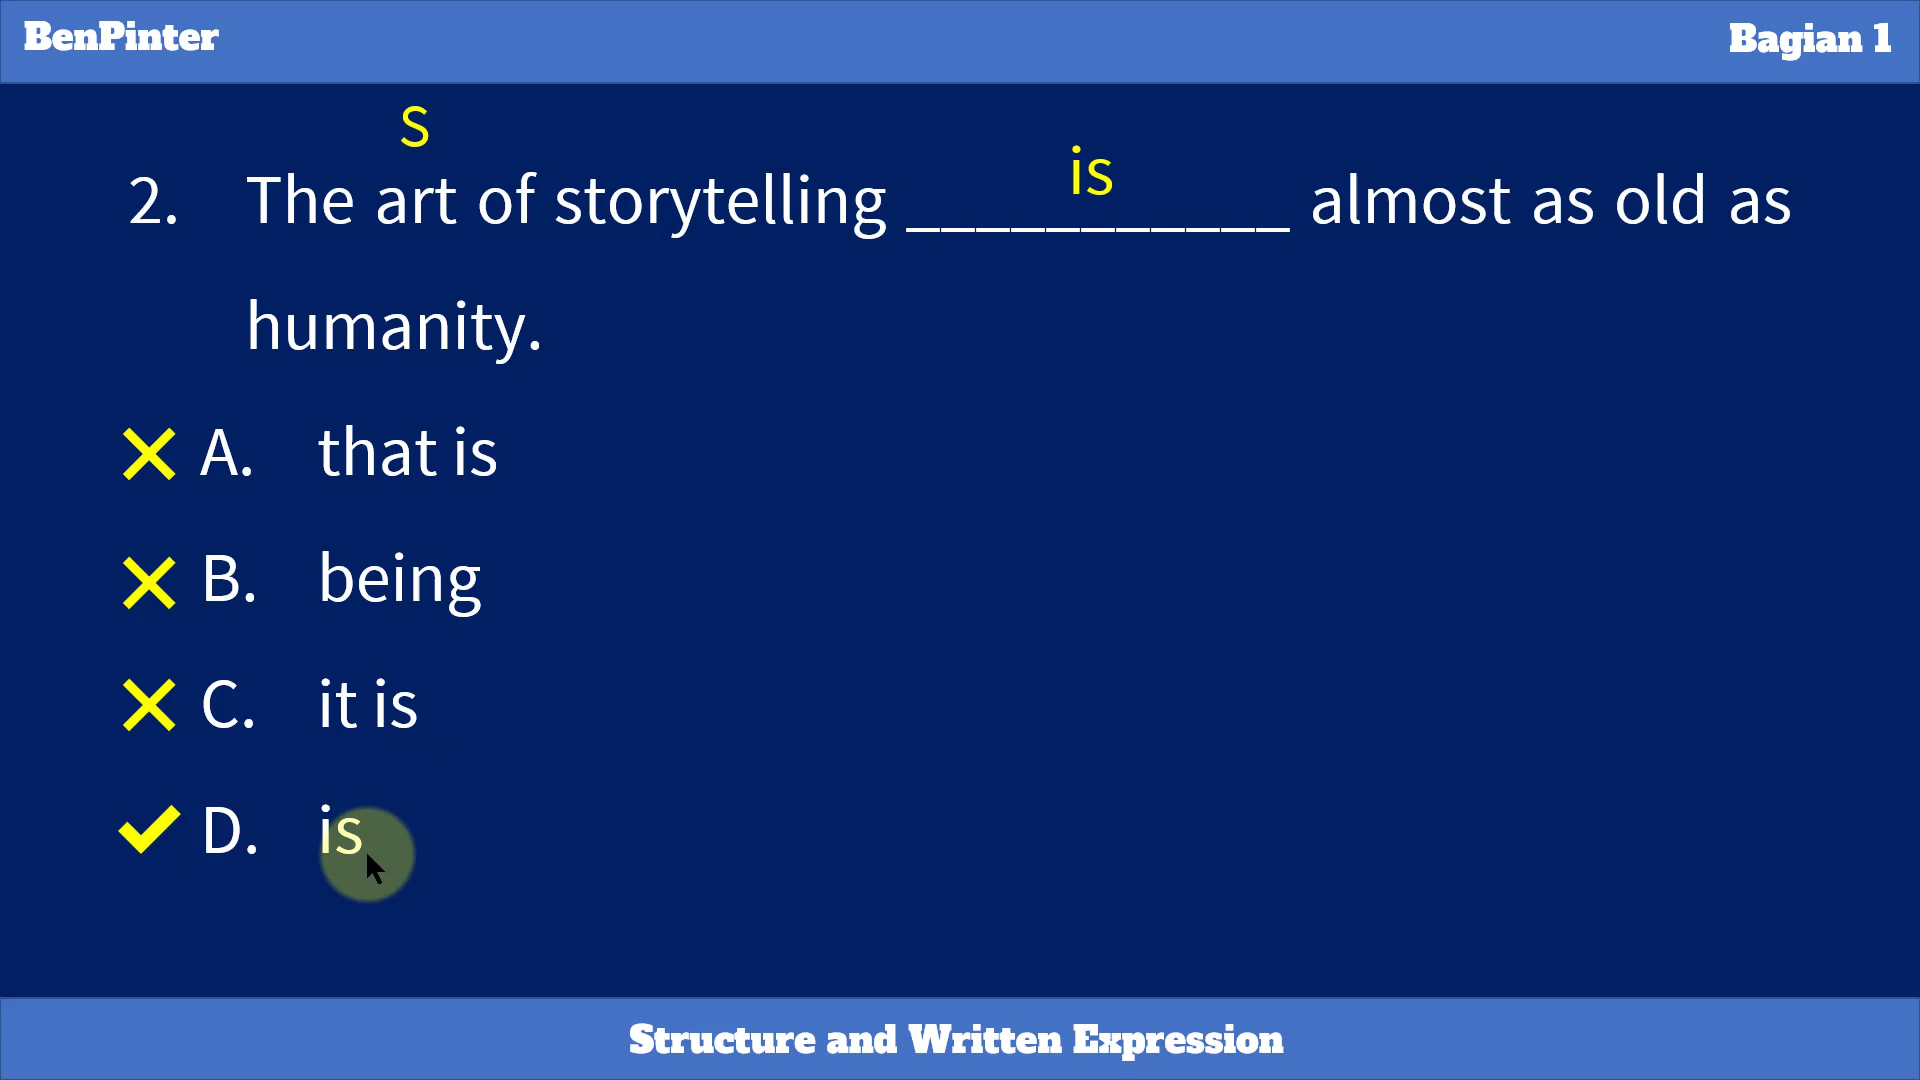 BenPinter
Bagian 1
s
is
2. The art of storytelling ___________ almost as old as
humanity.
A. that is
B. being
C. it is
D. is
Structure and Written Expression